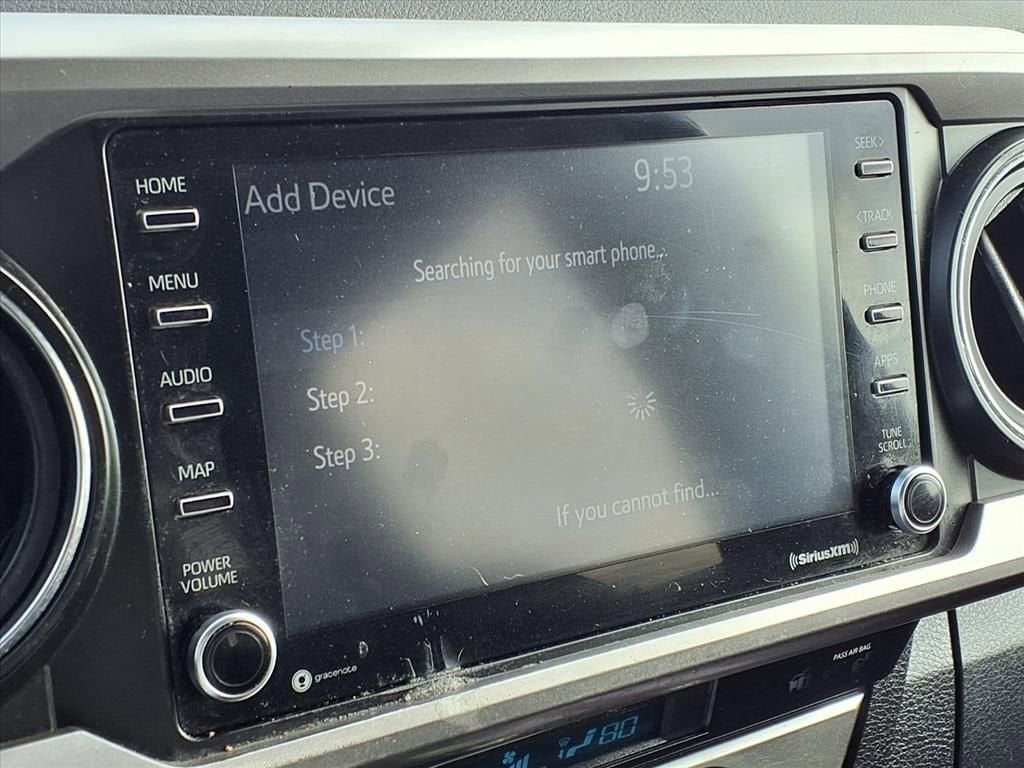 Add Device
9:53
Searching for your smart phone...
Step 1:
Step 2:
Step 3:
If you cannot find...
HOME
MENU
AUDIO
MAP
POWER
VOLUME
SEEK >
< TRACK
PHONE
APPS
TUNE
SCROLL
((SiriusXM))
gracenote
PASS AIR BAG
80